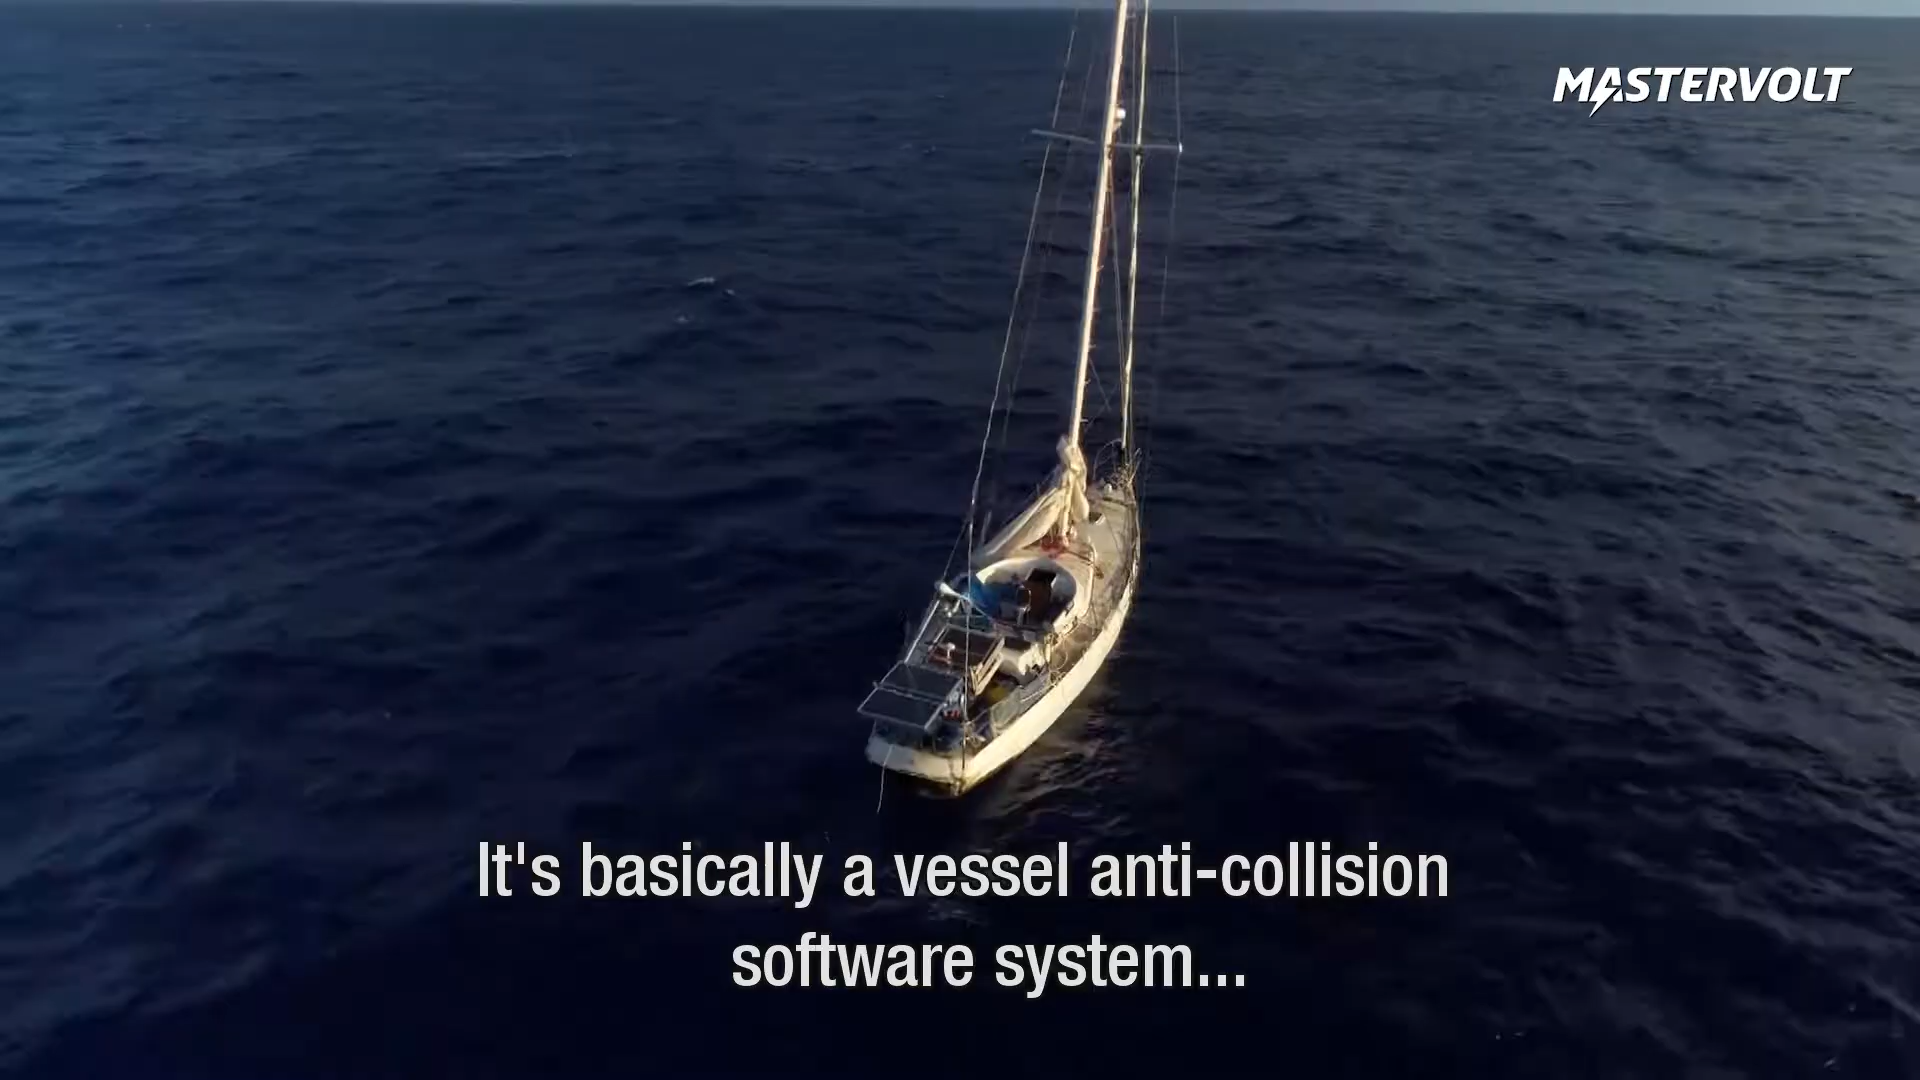 MASTERVOLT
It's basically a vessel anti-collision
software system...